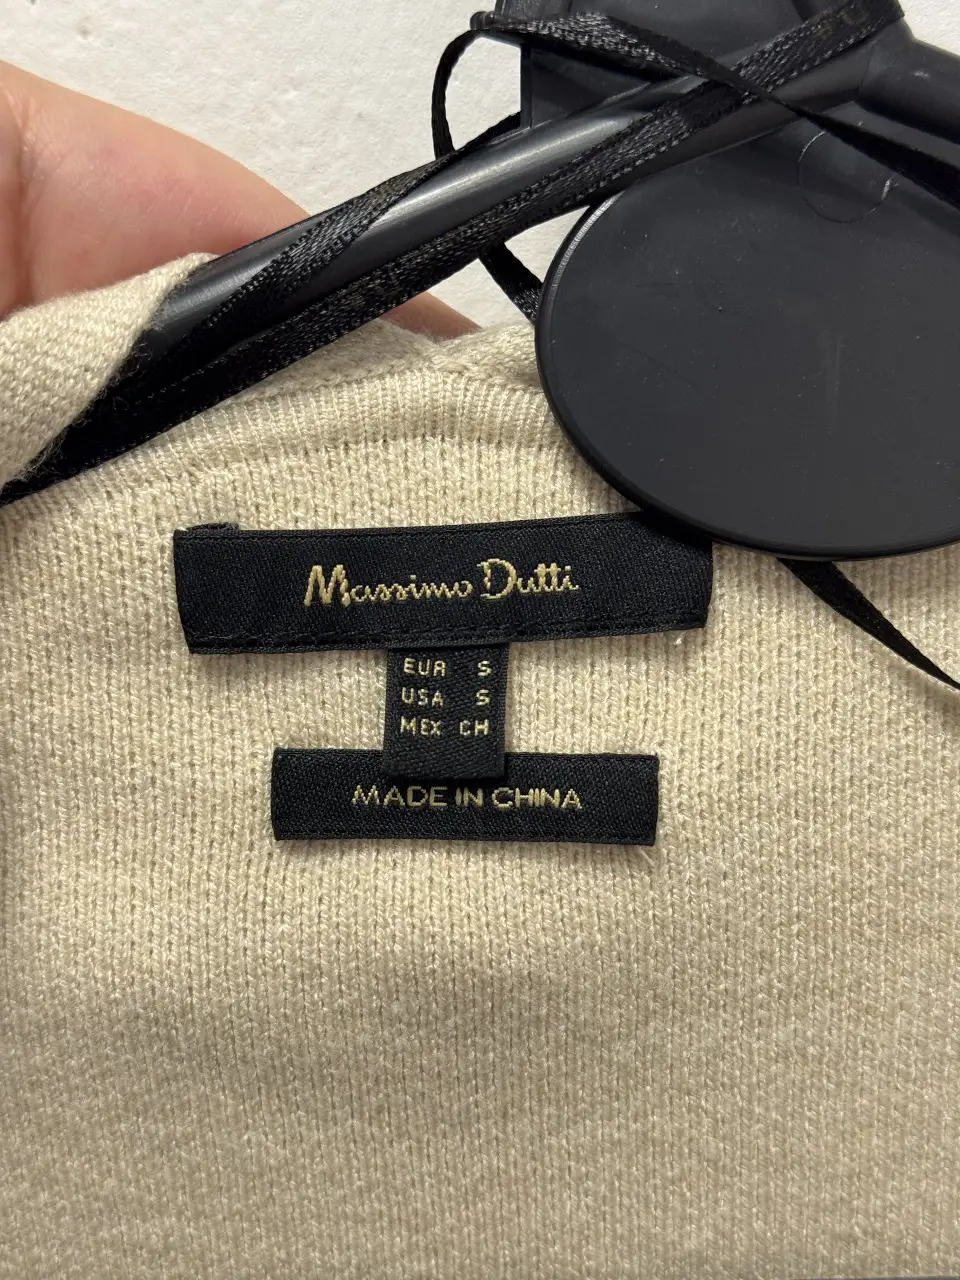 Massimo Dutti
EUR S
USA S
MEX CH
MADE IN CHINA